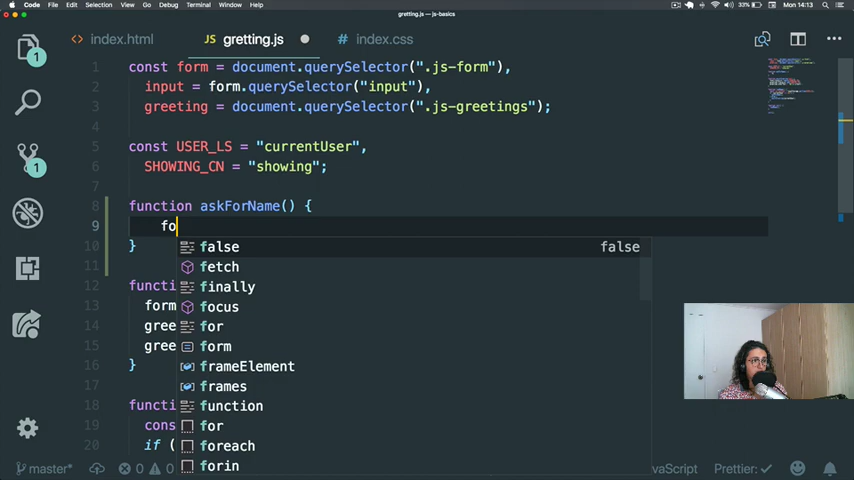 Code File Edit Selection View Go Debug Terminal Window Help 33% Mon 14:13
gretting.js — js-basics
index.html JS gretting.js # index.css
1 const form = document.querySelector(".js-form"),
2 input = form.querySelector("input"),
3 greeting = document.querySelector(".js-greetings");
4
5 const USER_LS = "currentUser",
6 SHOWING_CN = "showing";
7
8 function askForName() {
9 fo
10 }
false false
fetch
finally
focus
for
form
frameElement
frames
function
for
foreach
forin
11
12 functi
13 form
14 gree
15 gree
16 }
17
18 functi
19 cons
20 if (
1
1
master* 0 0 vaScript Prettier: ✓